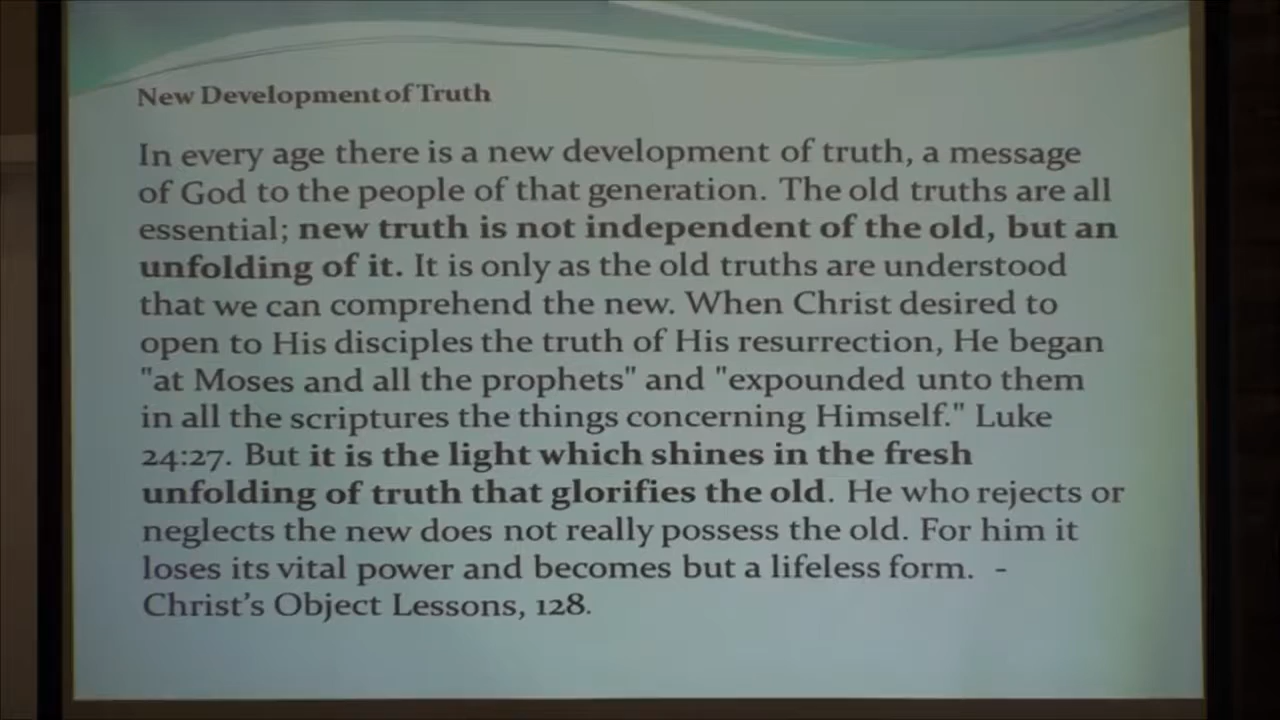 New Development of Truth
In every age there is a new development of truth, a message
of God to the people of that generation. The old truths are all
essential; new truth is not independent of the old, but an
unfolding of it. It is only as the old truths are understood
that we can comprehend the new. When Christ desired to
open to His disciples the truth of His resurrection, He began
"at Moses and all the prophets" and "expounded unto them
in all the scriptures the things concerning Himself." Luke
24:27. But it is the light which shines in the fresh
unfolding of truth that glorifies the old. He who rejects or
neglects the new does not really possess the old. For him it
loses its vital power and becomes but a lifeless form. -
Christ's Object Lessons, 128.